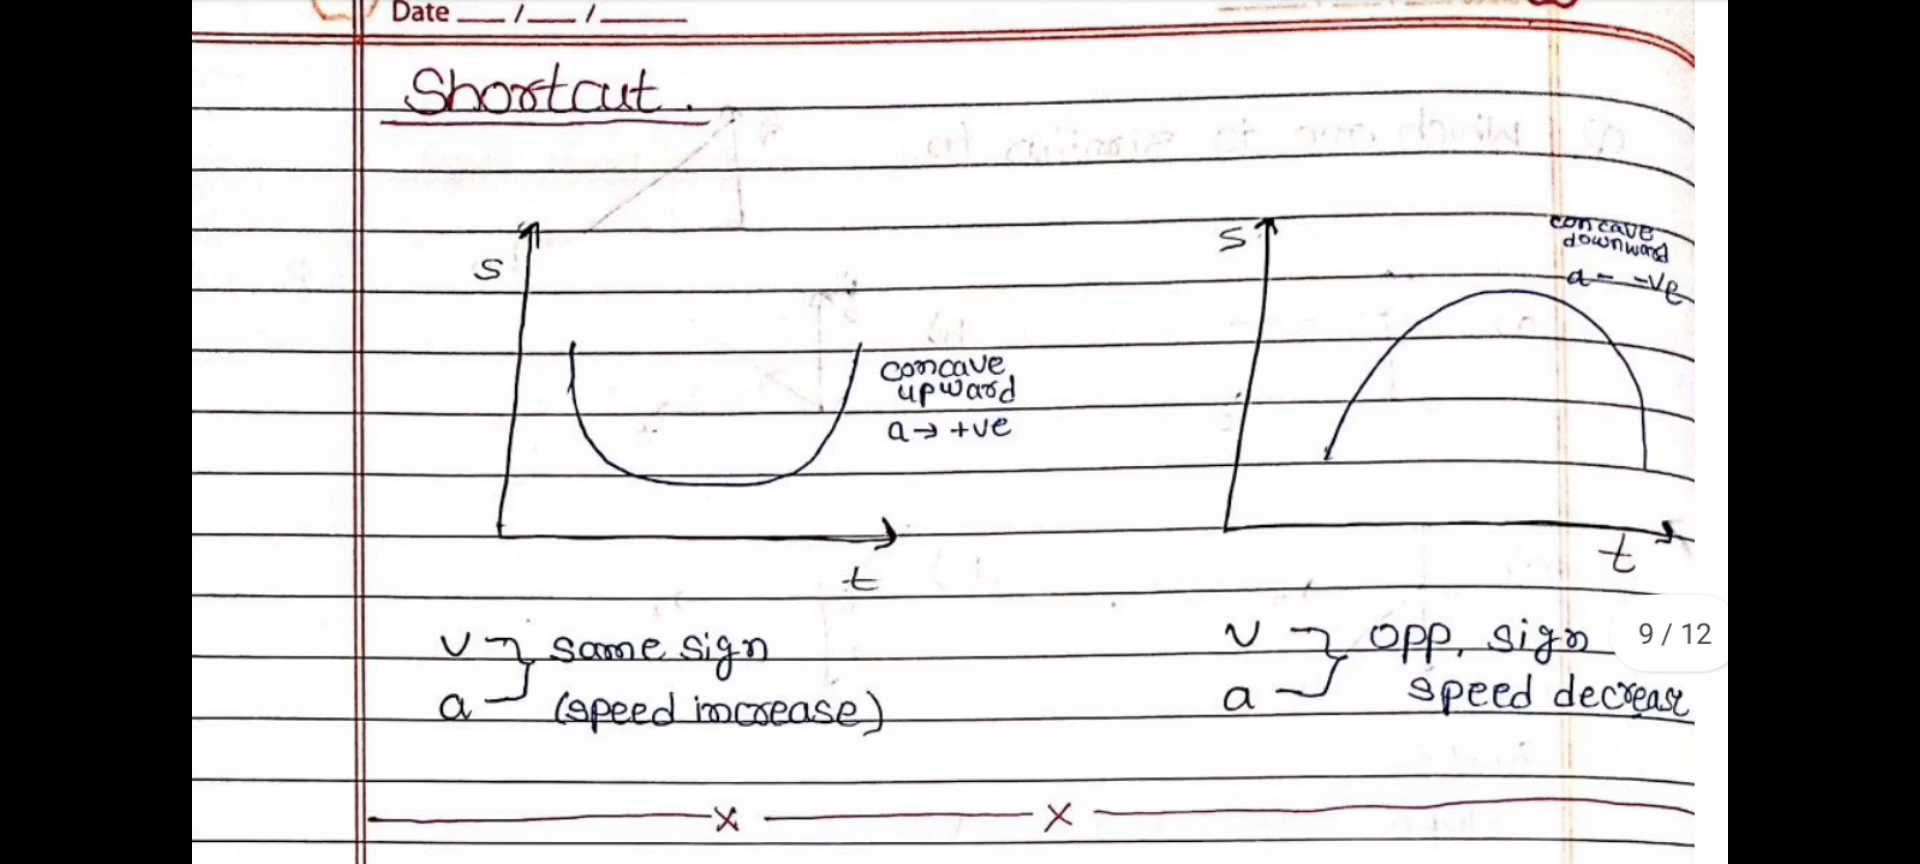 Date __/__/____
Shortcut.
S
concave
upward
a → +ve
t
S
concave
downward
a = -ve
t
v
a
same sign
(speed increase)
v
a
opp. sign
speed decrease
9 / 12
x x